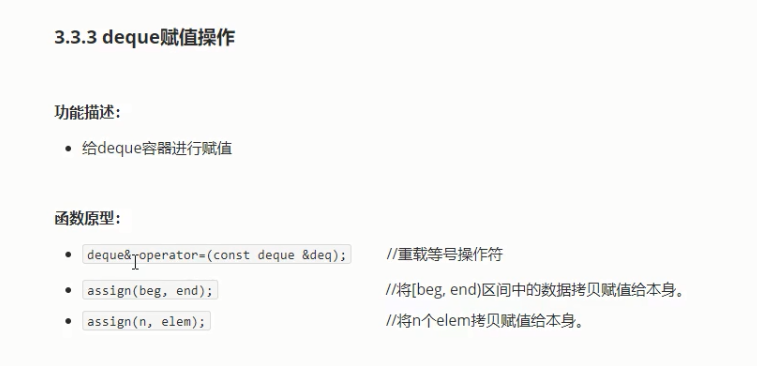 3.3.3 deque赋值操作
功能描述：
给deque容器进行赋值
函数原型：
deque& operator=(const deque &deq); //重载等号操作符
assign(beg, end); //将[beg, end)区间中的数据拷贝赋值给本身。
assign(n, elem); //将n个elem拷贝赋值给本身。